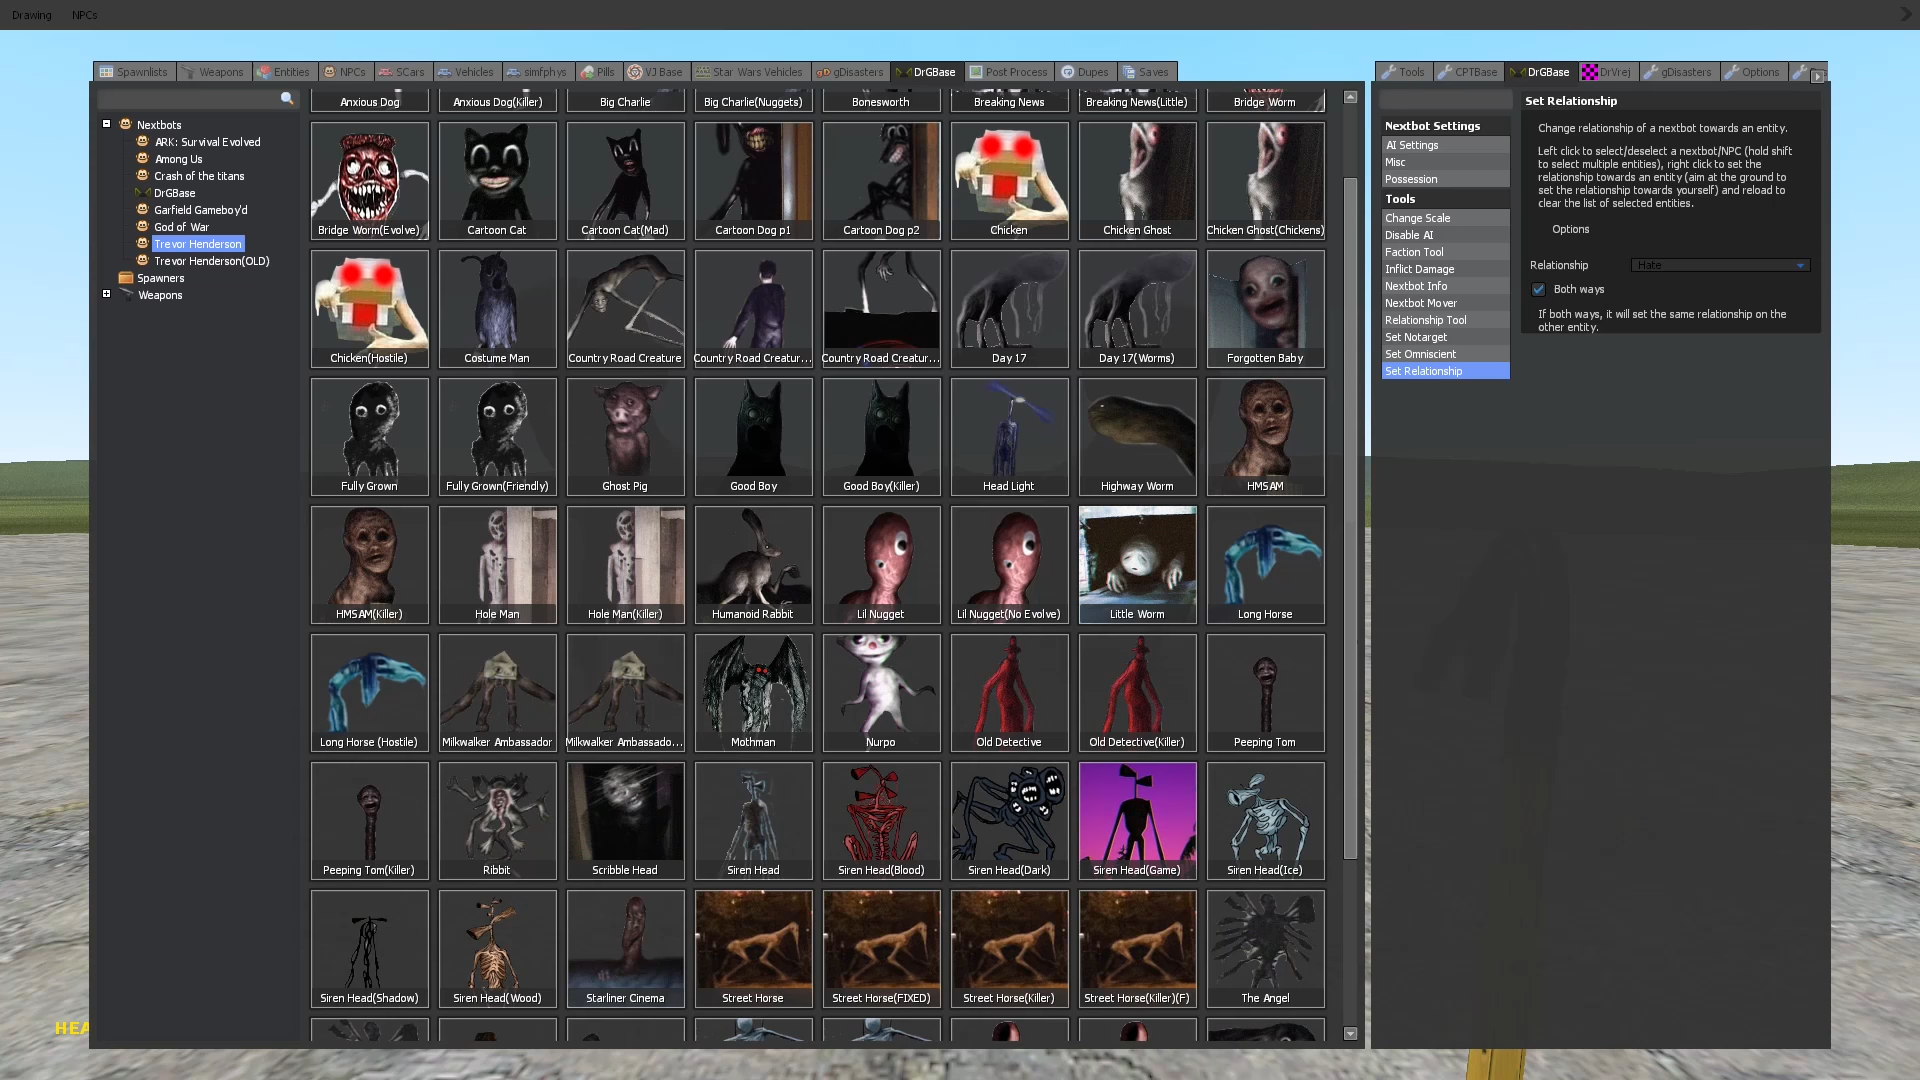 Drawing NPCs
Spawnlists Weapons Entities NPCs SCars Vehicles simfphys Pills VJ Base Star Wars Vehicles gDisasters DrGBase Post Process Dupes Saves
Tools CPTBase DrGBase DrVrej gDisasters Options
Nextbots
ARK: Survival Evolved
Among Us
Crash of the titans
DrGBase
Garfield Gameboy'd
God of War
Trevor Henderson
Trevor Henderson(OLD)
Spawners
Weapons
Anxious Dog Anxious Dog(Killer) Big Charlie Big Charlie(Nuggets) Bonesworth Breaking News Breaking News(Little) Bridge Worm
Bridge Worm(Evolve) Cartoon Cat Cartoon Cat(Mad) Cartoon Dog p1 Cartoon Dog p2 Chicken Chicken Ghost Chicken Ghost(Chickens)
Chicken(Hostile) Costume Man Country Road Creature Country Road Creatur... Country Road Creatur... Day 17 Day 17(Worms) Forgotten Baby
Fully Grown Fully Grown(Friendly) Ghost Pig Good Boy Good Boy(Killer) Head Light Highway Worm HMSAM
HMSAM(Killer) Hole Man Hole Man(Killer) Humanoid Rabbit Lil Nugget Lil Nugget(No Evolve) Little Worm Long Horse
Long Horse (Hostile) Milkwalker Ambassador Milkwalker Ambassado... Mothman Nurpo Old Detective Old Detective(Killer) Peeping Tom
Peeping Tom(Killer) Ribbit Scribble Head Siren Head Siren Head(Blood) Siren Head(Dark) Siren Head(Game) Siren Head(Ice)
Siren Head(Shadow) Siren Head(Wood) Starliner Cinema Street Horse Street Horse(FIXED) Street Horse(Killer) Street Horse(Killer)(F) The Angel
Nextbot Settings
AI Settings
Misc
Possession
Tools
Change Scale
Disable AI
Faction Tool
Inflict Damage
Nextbot Info
Nextbot Mover
Relationship Tool
Set Notarget
Set Omniscient
Set Relationship
Set Relationship
Change relationship of a nextbot towards an entity.
Left click to select/deselect a nextbot/NPC (hold shift
to select multiple entities), right click to set the
relationship towards an entity (aim at the ground to
set the relationship towards yourself) and reload to
clear the list of selected entities.
Options
Relationship Hate
Both ways
If both ways, it will set the same relationship on the
other entity.
HEA